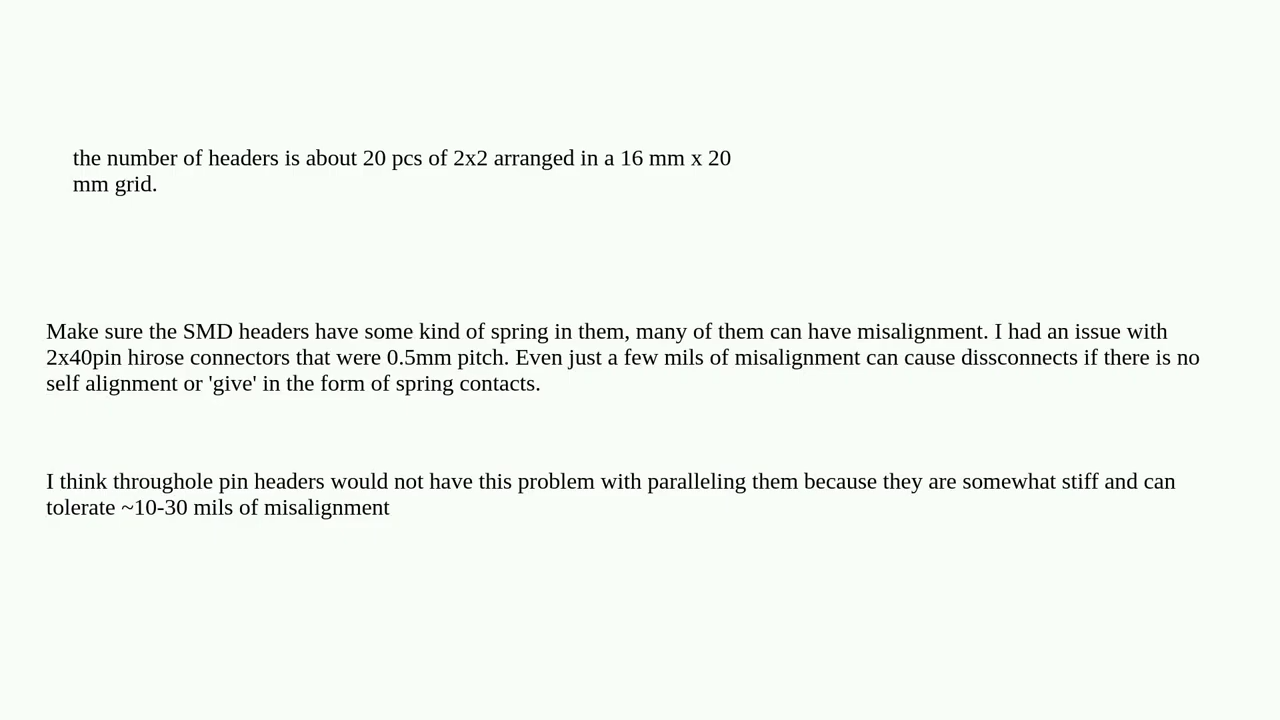 the number of headers is about 20 pcs of 2x2 arranged in a 16 mm x 20
mm grid.
Make sure the SMD headers have some kind of spring in them, many of them can have misalignment. I had an issue with
2x40pin hirose connectors that were 0.5mm pitch. Even just a few mils of misalignment can cause dissconnects if there is no
self alignment or 'give' in the form of spring contacts.
I think throughole pin headers would not have this problem with paralleling them because they are somewhat stiff and can
tolerate ~10-30 mils of misalignment